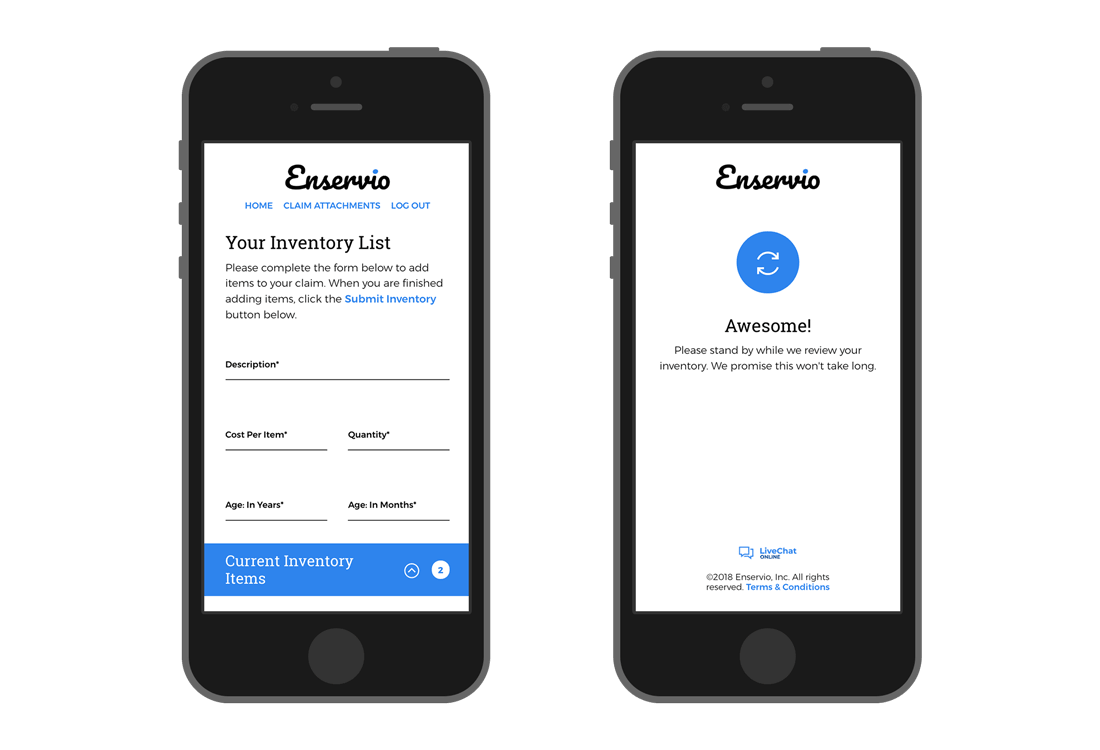 Enservio
HOME CLAIM ATTACHMENTS LOG OUT
Your Inventory List
Please complete the form below to add
items to your claim. When you are finished
adding items, click the Submit Inventory
button below.
Description*
Cost Per Item* Quantity*
Age: In Years* Age: In Months*
Current Inventory
Items
2
Enservio
Awesome!
Please stand by while we review your
inventory. We promise this won't take long.
LiveChat
ONLINE
©2018 Enservio, Inc. All rights
reserved. Terms & Conditions